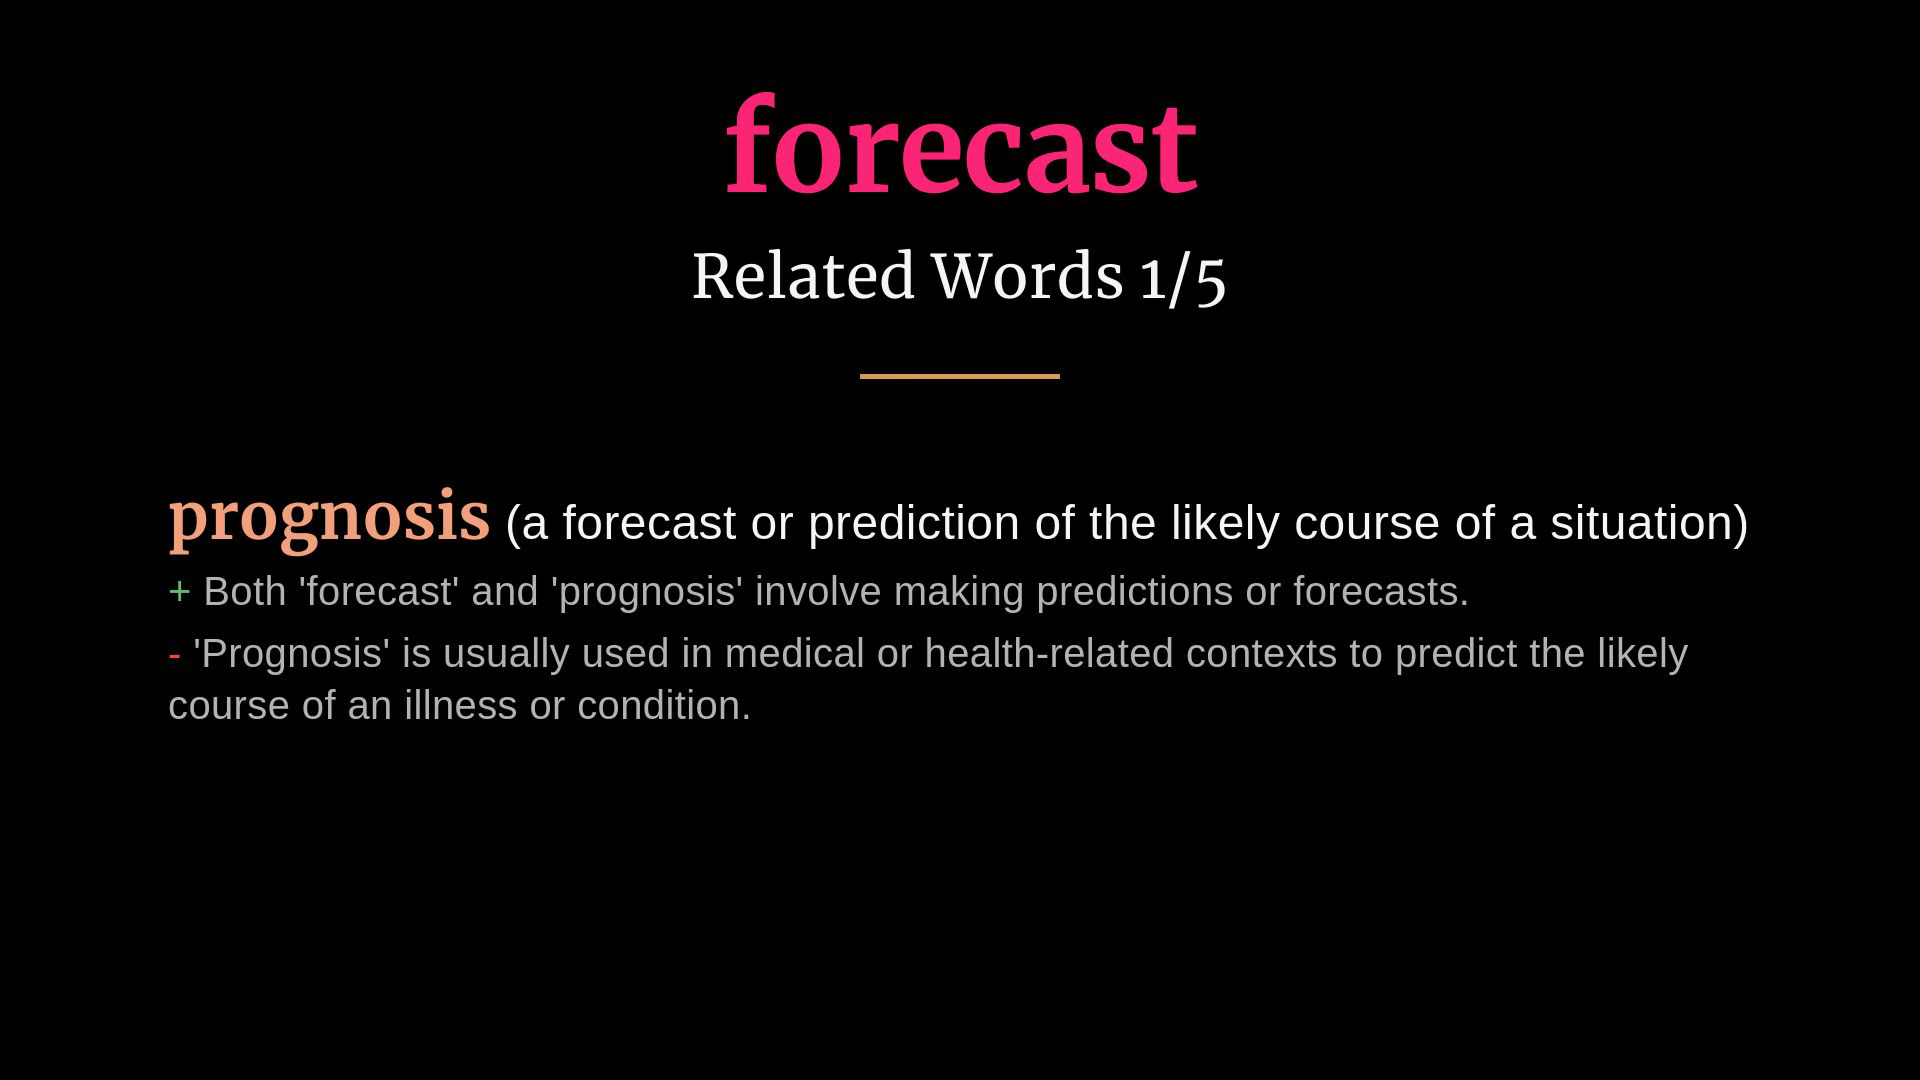 forecast
Related Words 1/5
prognosis (a forecast or prediction of the likely course of a situation)
+ Both 'forecast' and 'prognosis' involve making predictions or forecasts.
- 'Prognosis' is usually used in medical or health-related contexts to predict the likely
course of an illness or condition.